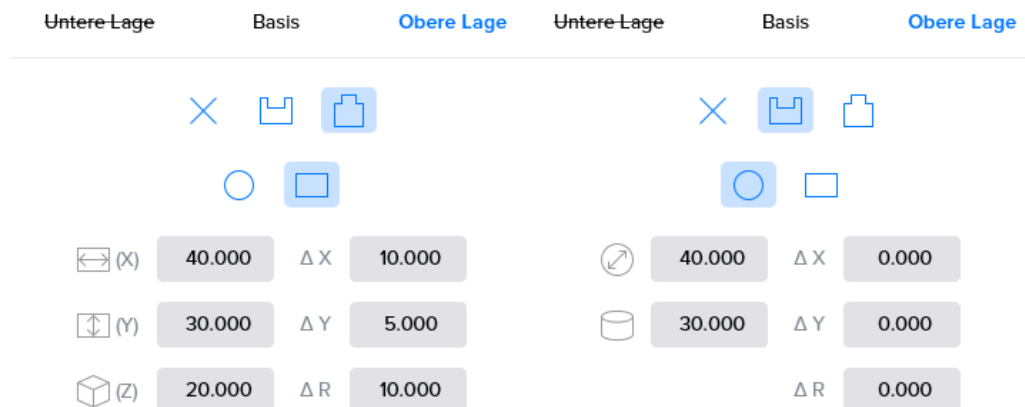 Untere Lage Basis Obere Lage Untere Lage Basis Obere Lage
(X) 40.000 Δ X 10.000 40.000 Δ X 0.000
(Y) 30.000 Δ Y 5.000 30.000 Δ Y 0.000
(Z) 20.000 Δ R 10.000 Δ R 0.000